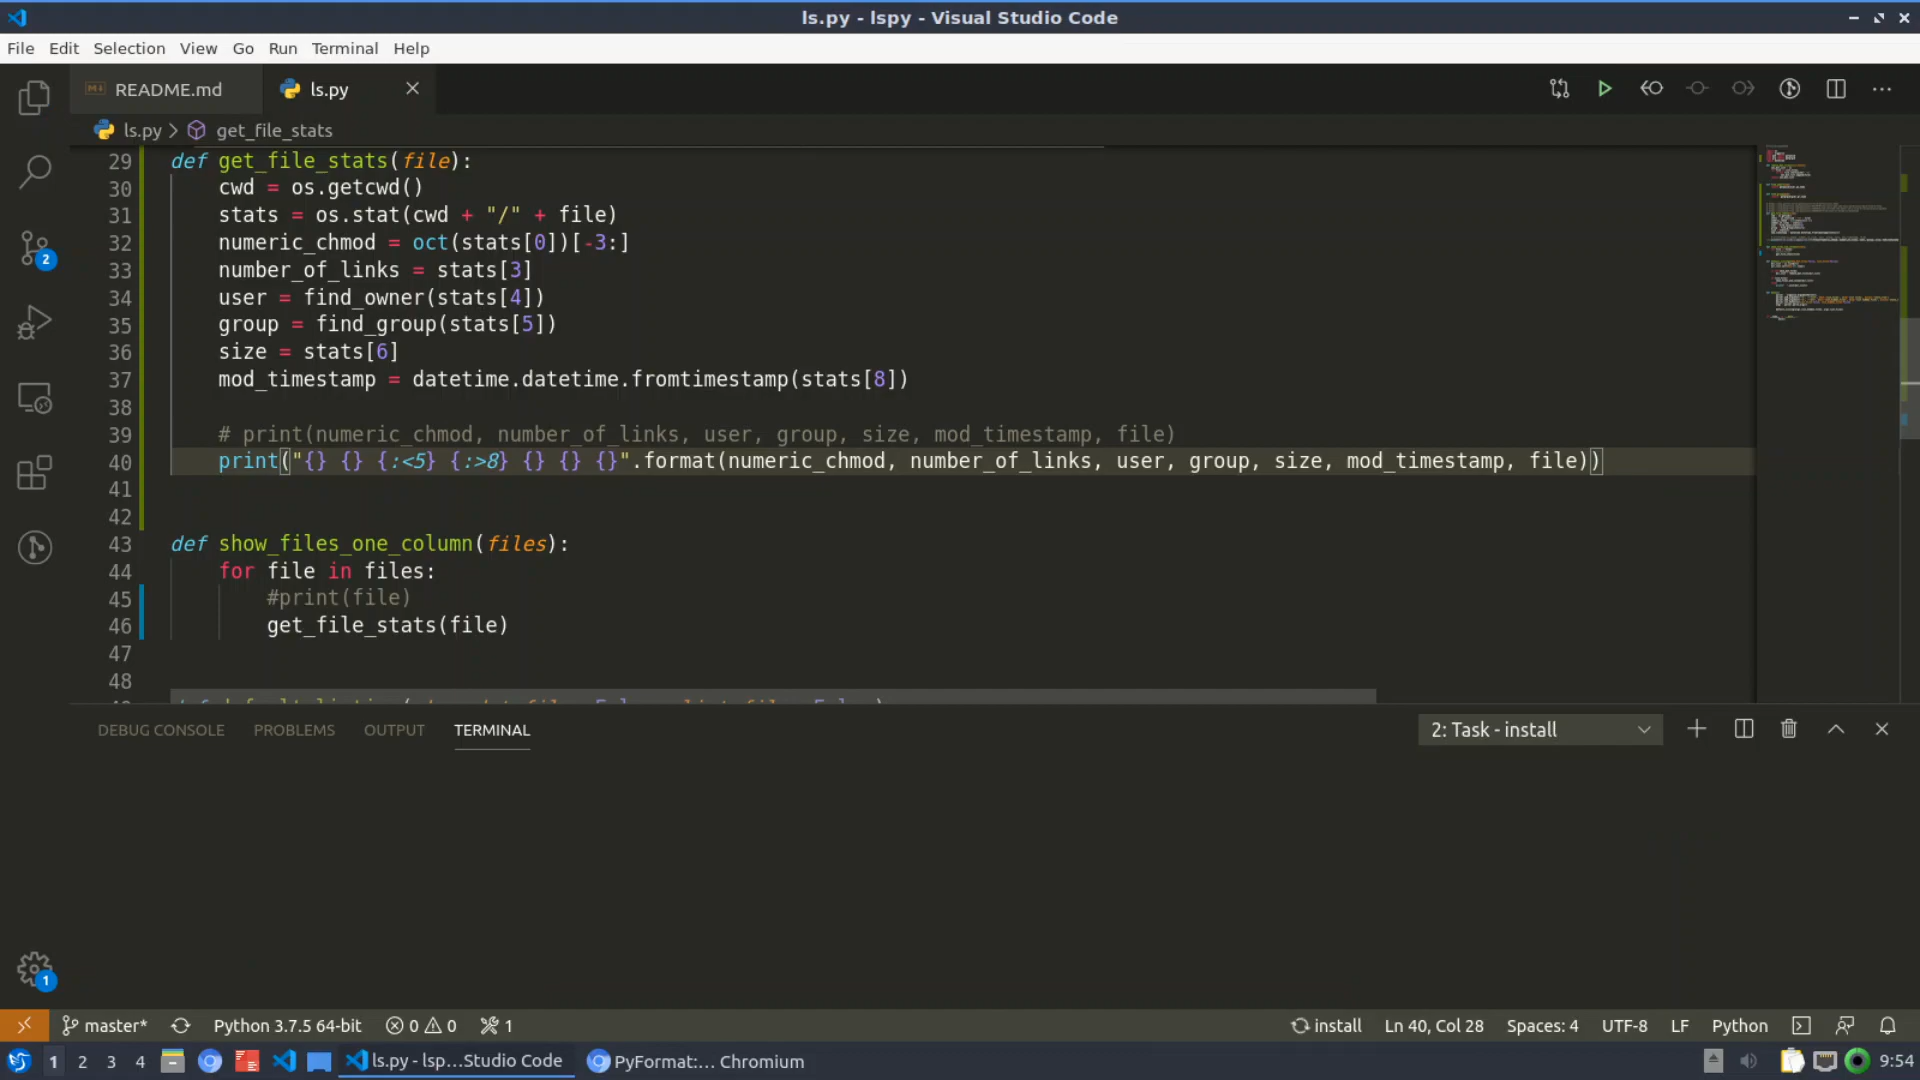 ls.py - lspy - Visual Studio Code
File Edit Selection View Go Run Terminal Help
README.md ls.py
ls.py > get_file_stats
29 def get_file_stats(file):
30 cwd = os.getcwd()
31 stats = os.stat(cwd + "/" + file)
32 numeric_chmod = oct(stats[0])[-3:]
33 number_of_links = stats[3]
34 user = find_owner(stats[4])
35 group = find_group(stats[5])
36 size = stats[6]
37 mod_timestamp = datetime.datetime.fromtimestamp(stats[8])
38
39 # print(numeric_chmod, number_of_links, user, group, size, mod_timestamp, file)
40 print("{} {} {:<5} {:>8} {} {} {}".format(numeric_chmod, number_of_links, user, group, size, mod_timestamp, file))
41
42
43 def show_files_one_column(files):
44 for file in files:
45 #print(file)
46 get_file_stats(file)
47
48
2
DEBUG CONSOLE PROBLEMS OUTPUT TERMINAL 2: Task - install
1
master* Python 3.7.5 64-bit 0 0 1 install Ln 40, Col 28 Spaces: 4 UTF-8 LF Python
1 2 3 4 ls.py - lsp...Studio Code PyFormat:... Chromium 9:54